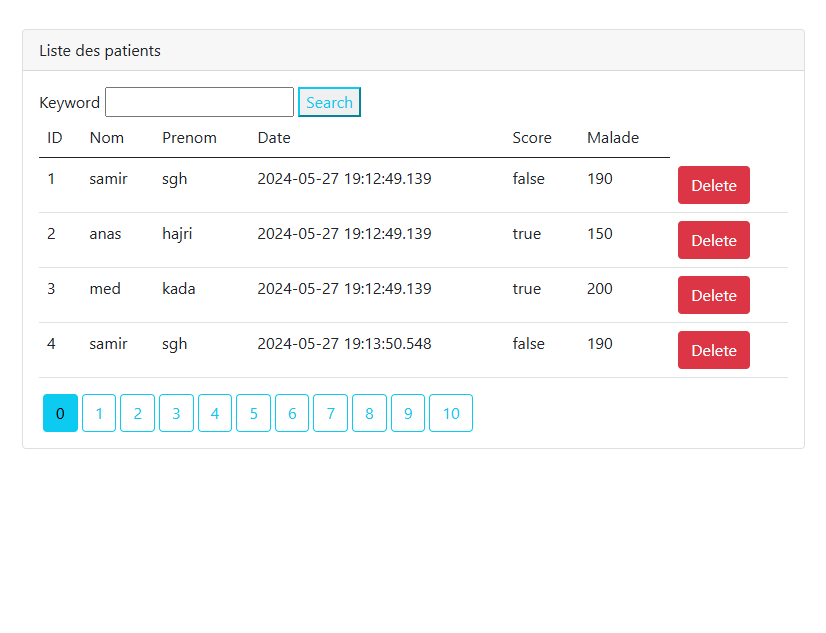 Liste des patients
Keyword Search
ID Nom Prenom Date Score Malade
1 samir sgh 2024-05-27 19:12:49.139 false 190 Delete
2 anas hajri 2024-05-27 19:12:49.139 true 150 Delete
3 med kada 2024-05-27 19:12:49.139 true 200 Delete
4 samir sgh 2024-05-27 19:13:50.548 false 190 Delete
0 1 2 3 4 5 6 7 8 9 10